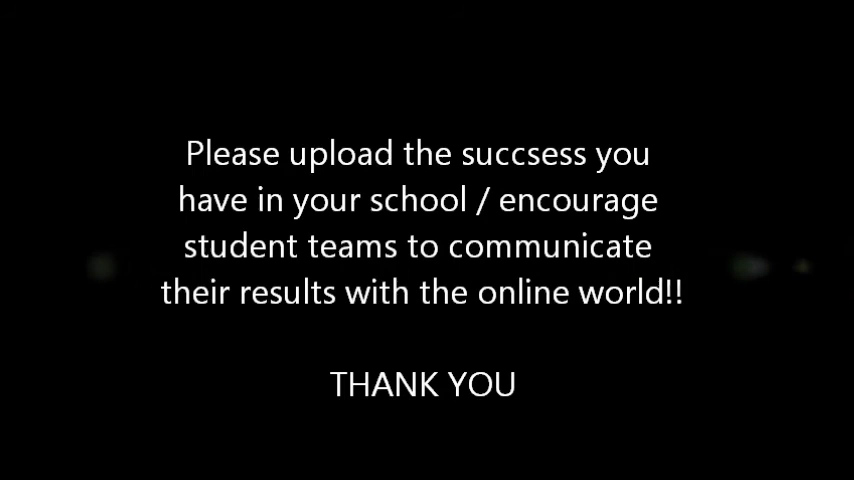 Please upload the succsess you
have in your school / encourage
student teams to communicate
their results with the online world!!
THANK YOU